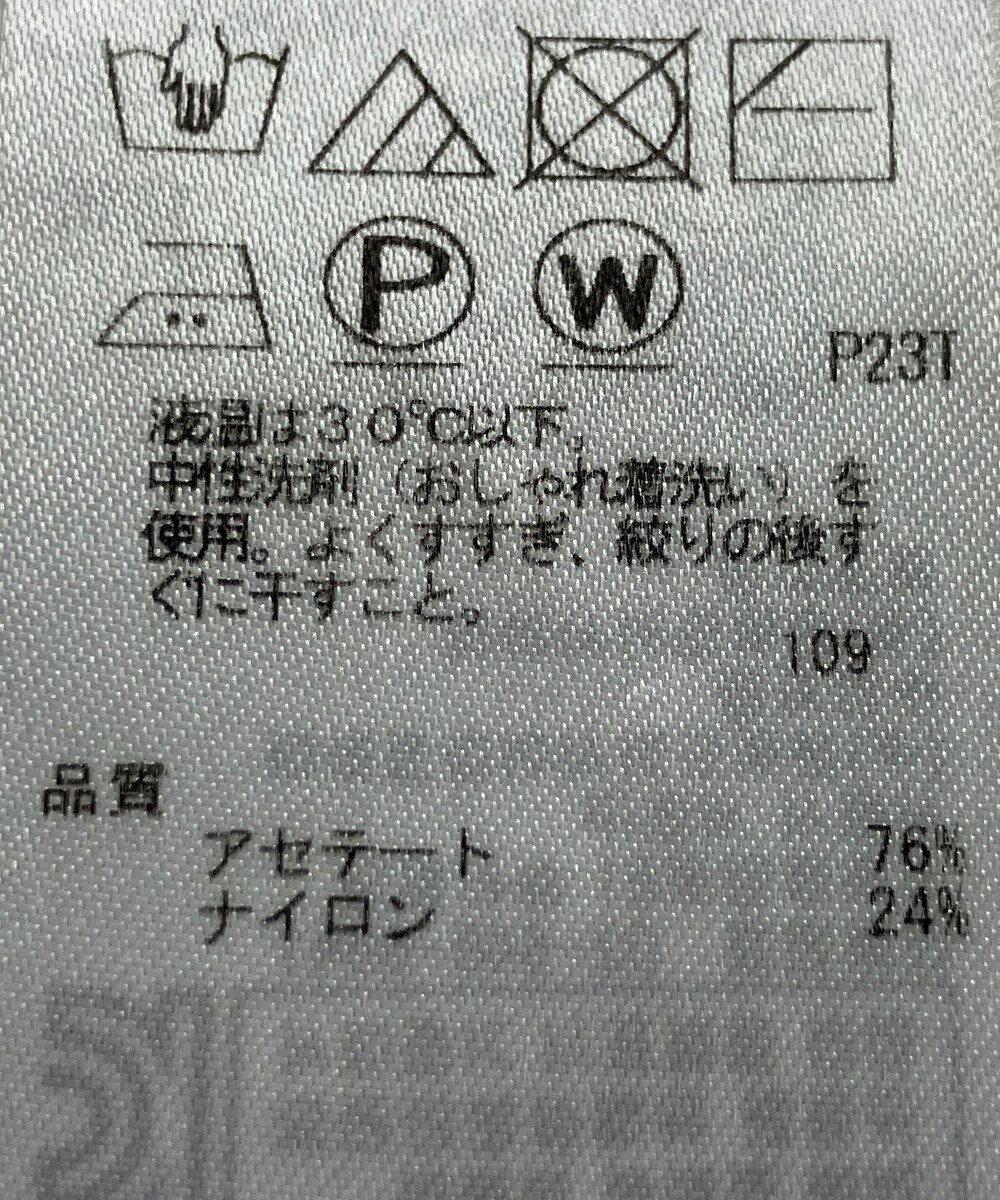 P
W
P23T
液温は30℃以下。
中性洗剤（おしゃれ着洗い）を
使用。よくすすぎ、絞りの後す
ぐに干すこと。
109
品質
アセテート 76%
ナイロン 24%